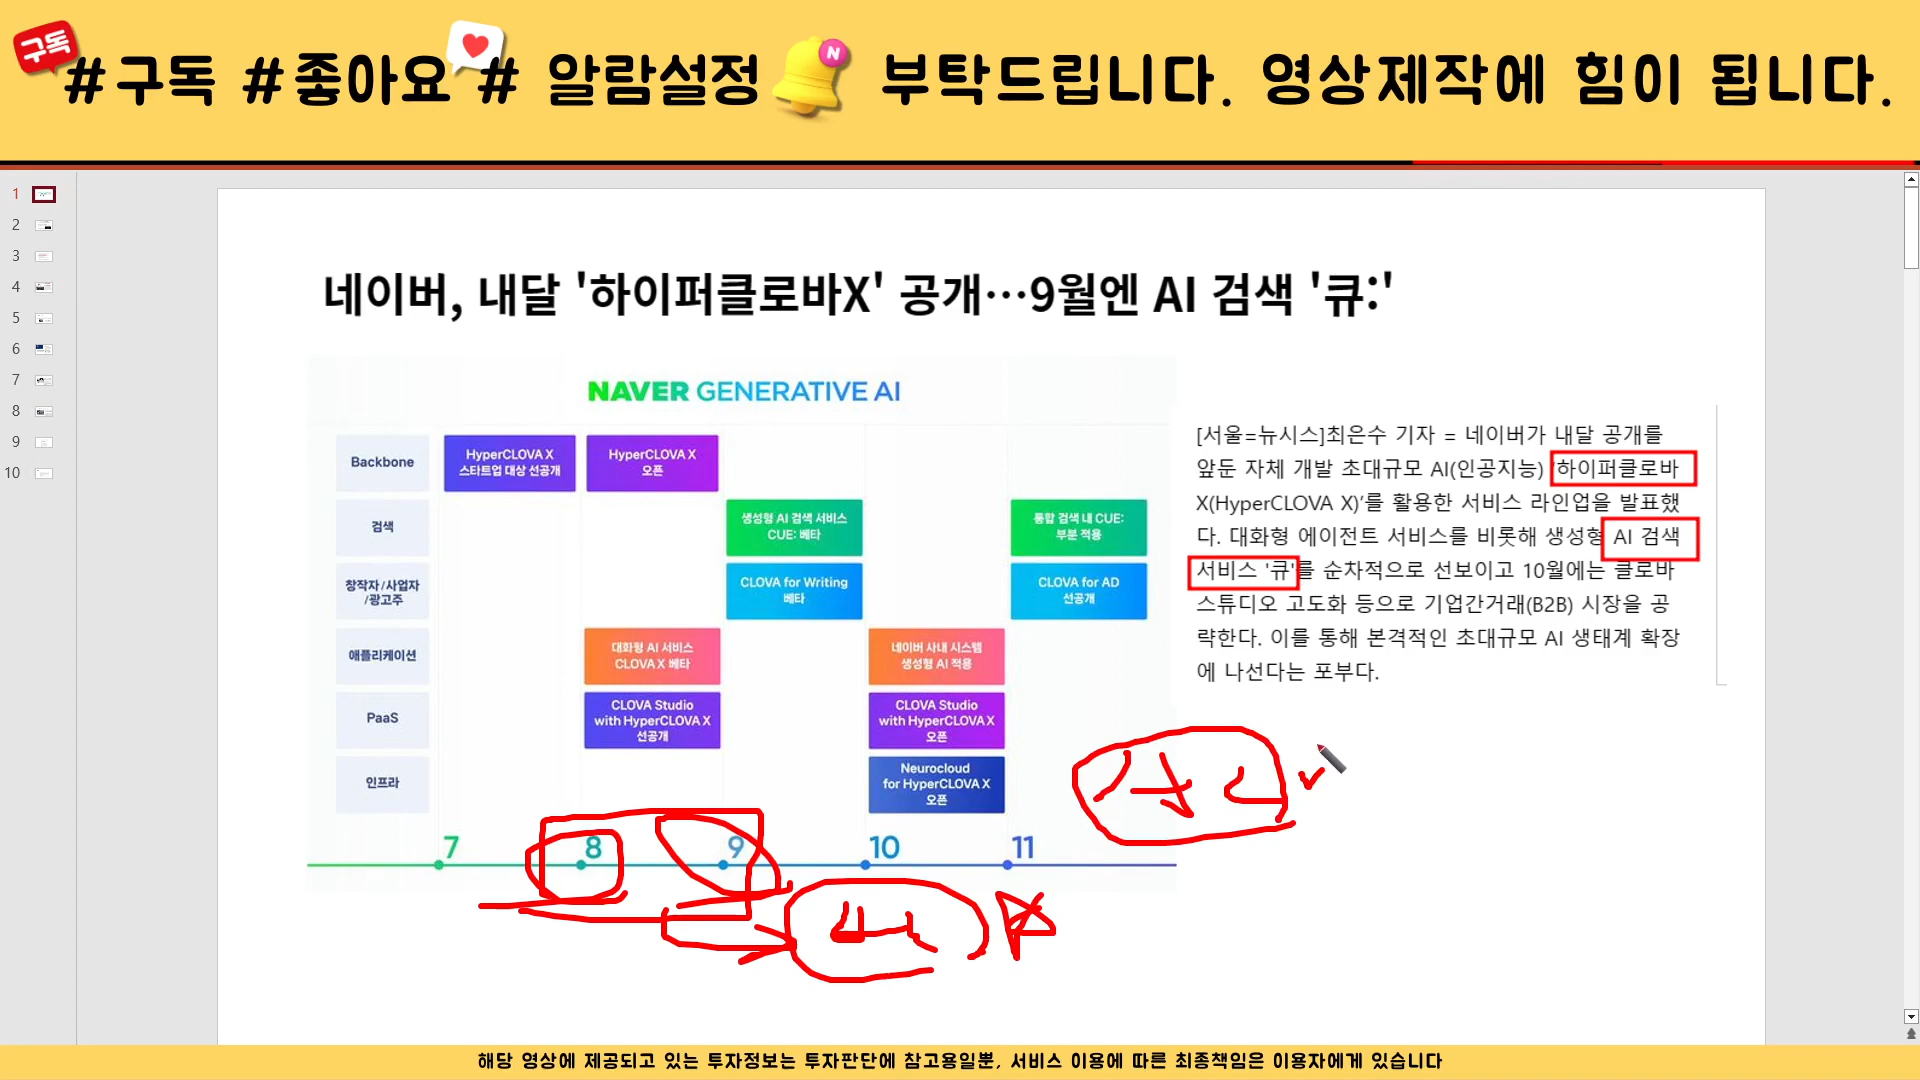 구독
#구독 #좋아요 # 알람설정 N 부탁드립니다. 영상제작에 힘이 됩니다.
1
2
3
4
5
6
7
8
9
10
네이버, 내달 '하이퍼클로바X' 공개…9월엔 AI 검색 '큐:'
NAVER GENERATIVE AI
Backbone
HyperCLOVA X
스타트업 대상 선공개
HyperCLOVA X
오픈
검색
생성형 AI 검색 서비스
CUE: 베타
통합 검색 내 CUE:
부분 적용
창작자/사업자
/광고주
CLOVA for Writing
베타
CLOVA for AD
선공개
애플리케이션
대화형 AI 서비스
CLOVA X 베타
네이버 사내 시스템
생성형 AI 적용
PaaS
CLOVA Studio
with HyperCLOVA X
선공개
CLOVA Studio
with HyperCLOVA X
오픈
인프라
Neurocloud
for HyperCLOVA X
오픈
7 8 9 10 11
[서울=뉴시스]최은수 기자 = 네이버가 내달 공개를
앞둔 자체 개발 초대규모 AI(인공지능) '하이퍼클로바
X(HyperCLOVA X)'를 활용한 서비스 라인업을 발표했
다. 대화형 에이전트 서비스를 비롯해 생성형 AI 검색
서비스 '큐'를 순차적으로 선보이고 10월에는 클로바
스튜디오 고도화 등으로 기업간거래(B2B) 시장을 공
략한다. 이를 통해 본격적인 초대규모 AI 생태계 확장
에 나선다는 포부다.
해당 영상에 제공되고 있는 투자정보는 투자판단에 참고용일뿐, 서비스 이용에 따른 최종책임은 이용자에게 있습니다